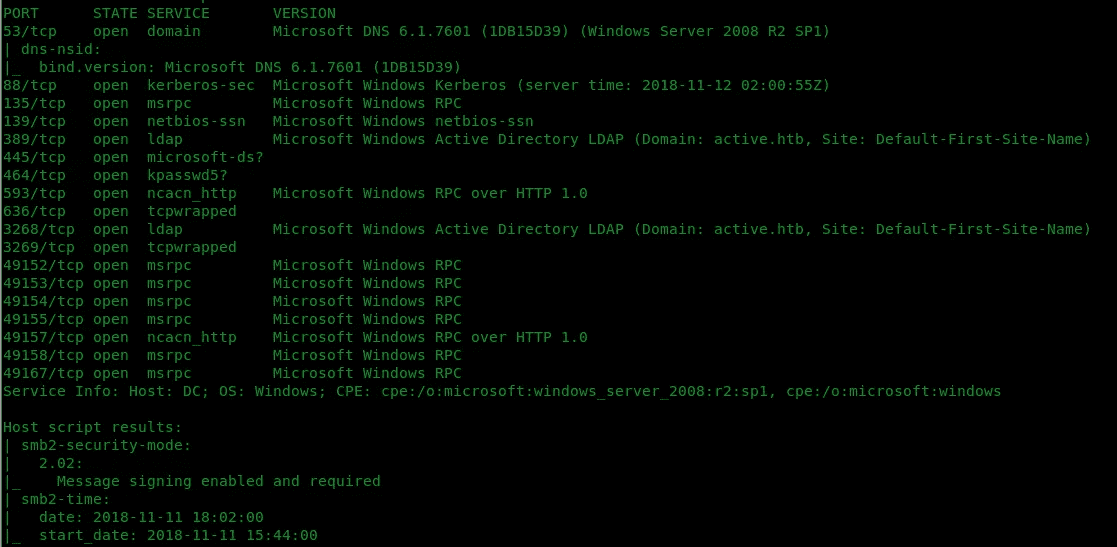 PORT      STATE SERVICE       VERSION
53/tcp    open  domain        Microsoft DNS 6.1.7601 (1DB15D39) (Windows Server 2008 R2 SP1)
| dns-nsid:
|_  bind.version: Microsoft DNS 6.1.7601 (1DB15D39)
88/tcp    open  kerberos-sec  Microsoft Windows Kerberos (server time: 2018-11-12 02:00:55Z)
135/tcp   open  msrpc         Microsoft Windows RPC
139/tcp   open  netbios-ssn   Microsoft Windows netbios-ssn
389/tcp   open  ldap          Microsoft Windows Active Directory LDAP (Domain: active.htb, Site: Default-First-Site-Name)
445/tcp   open  microsoft-ds?
464/tcp   open  kpasswd5?
593/tcp   open  ncacn_http    Microsoft Windows RPC over HTTP 1.0
636/tcp   open  tcpwrapped
3268/tcp  open  ldap          Microsoft Windows Active Directory LDAP (Domain: active.htb, Site: Default-First-Site-Name)
3269/tcp  open  tcpwrapped
49152/tcp open  msrpc         Microsoft Windows RPC
49153/tcp open  msrpc         Microsoft Windows RPC
49154/tcp open  msrpc         Microsoft Windows RPC
49155/tcp open  msrpc         Microsoft Windows RPC
49157/tcp open  ncacn_http    Microsoft Windows RPC over HTTP 1.0
49158/tcp open  msrpc         Microsoft Windows RPC
49167/tcp open  msrpc         Microsoft Windows RPC
Service Info: Host: DC; OS: Windows; CPE: cpe:/o:microsoft:windows_server_2008:r2:sp1, cpe:/o:microsoft:windows
Host script results:
| smb2-security-mode:
|   2.02:
|_    Message signing enabled and required
| smb2-time:
|   date: 2018-11-11 18:02:00
|_  start_date: 2018-11-11 15:44:00